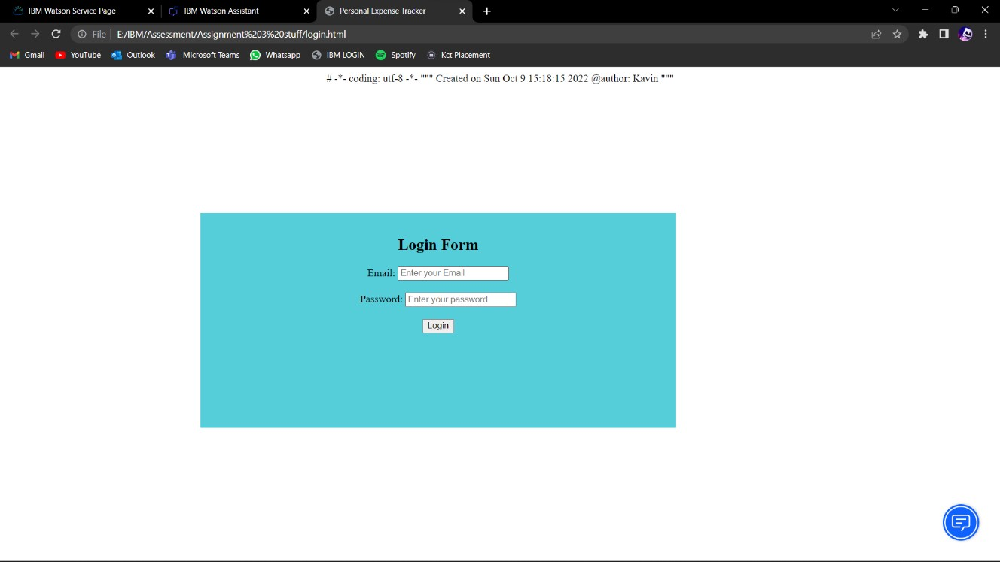 IBM Watson Service Page
IBM Watson Assistant
Personal Expense Tracker
File
E:/IBM/Assessment/Assignment%203%20stuff/login.html
Gmail
YouTube
Outlook
Microsoft Teams
Whatsapp
IBM LOGIN
Spotify
Kct Placement
# -*- coding: utf-8 -*- """ Created on Sun Oct 9 15:18:15 2022 @author: Kavin """
Login Form
Email: Enter your Email
Password: Enter your password
Login